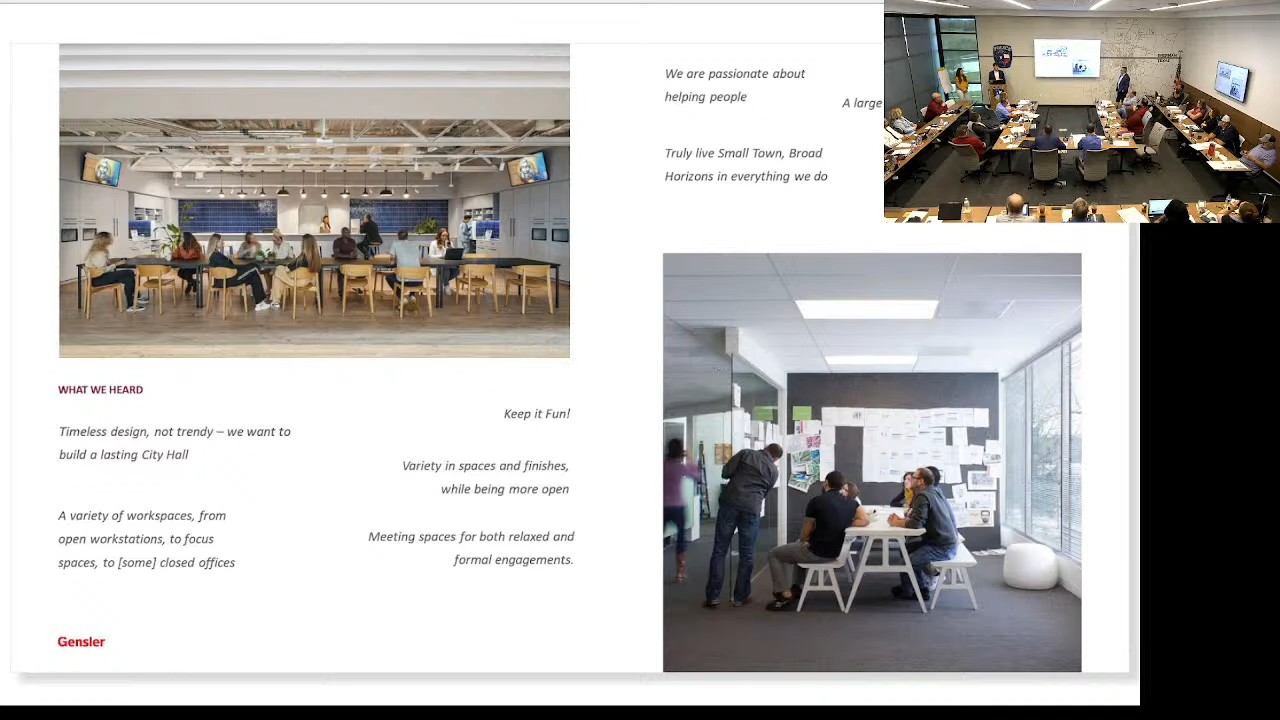 We are passionate about
helping people
A large
Truly live Small Town, Broad
Horizons in everything we do
WHAT WE HEARD
Keep it Fun!
Timeless design, not trendy – we want to
build a lasting City Hall
Variety in spaces and finishes,
while being more open
A variety of workspaces, from
open workstations, to focus
spaces, to [some] closed offices
Meeting spaces for both relaxed and
formal engagements.
Gensler